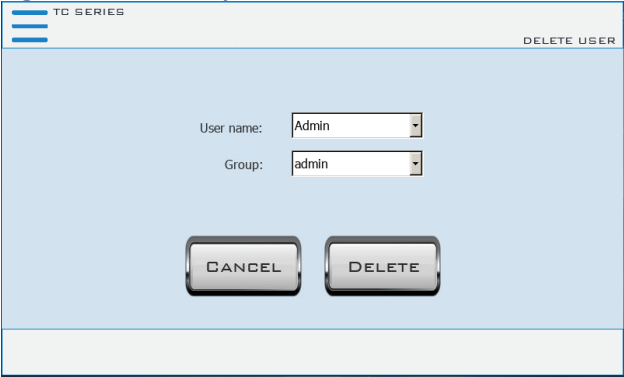 TC SERIES
DELETE USER
User name: Admin
Group: admin
CANCEL DELETE